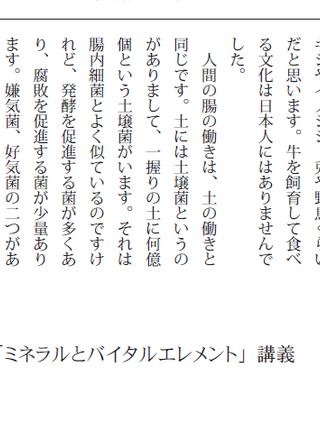 だと思います。牛を飼育して食べ
る文化は日本人にはありませんで
した。
人間の腸の働きは、土の働きと
同じです。土には土壌菌というの
がありまして、一握りの土に何億
個という土壌菌がいます。それは
腸内細菌とよく似ているのですけ
れど、発酵を促進する菌が多くあ
り、腐敗を促進する菌が少量あり
ます。嫌気菌、好気菌の二つがあ
「ミネラルとバイタルエレメント」講義